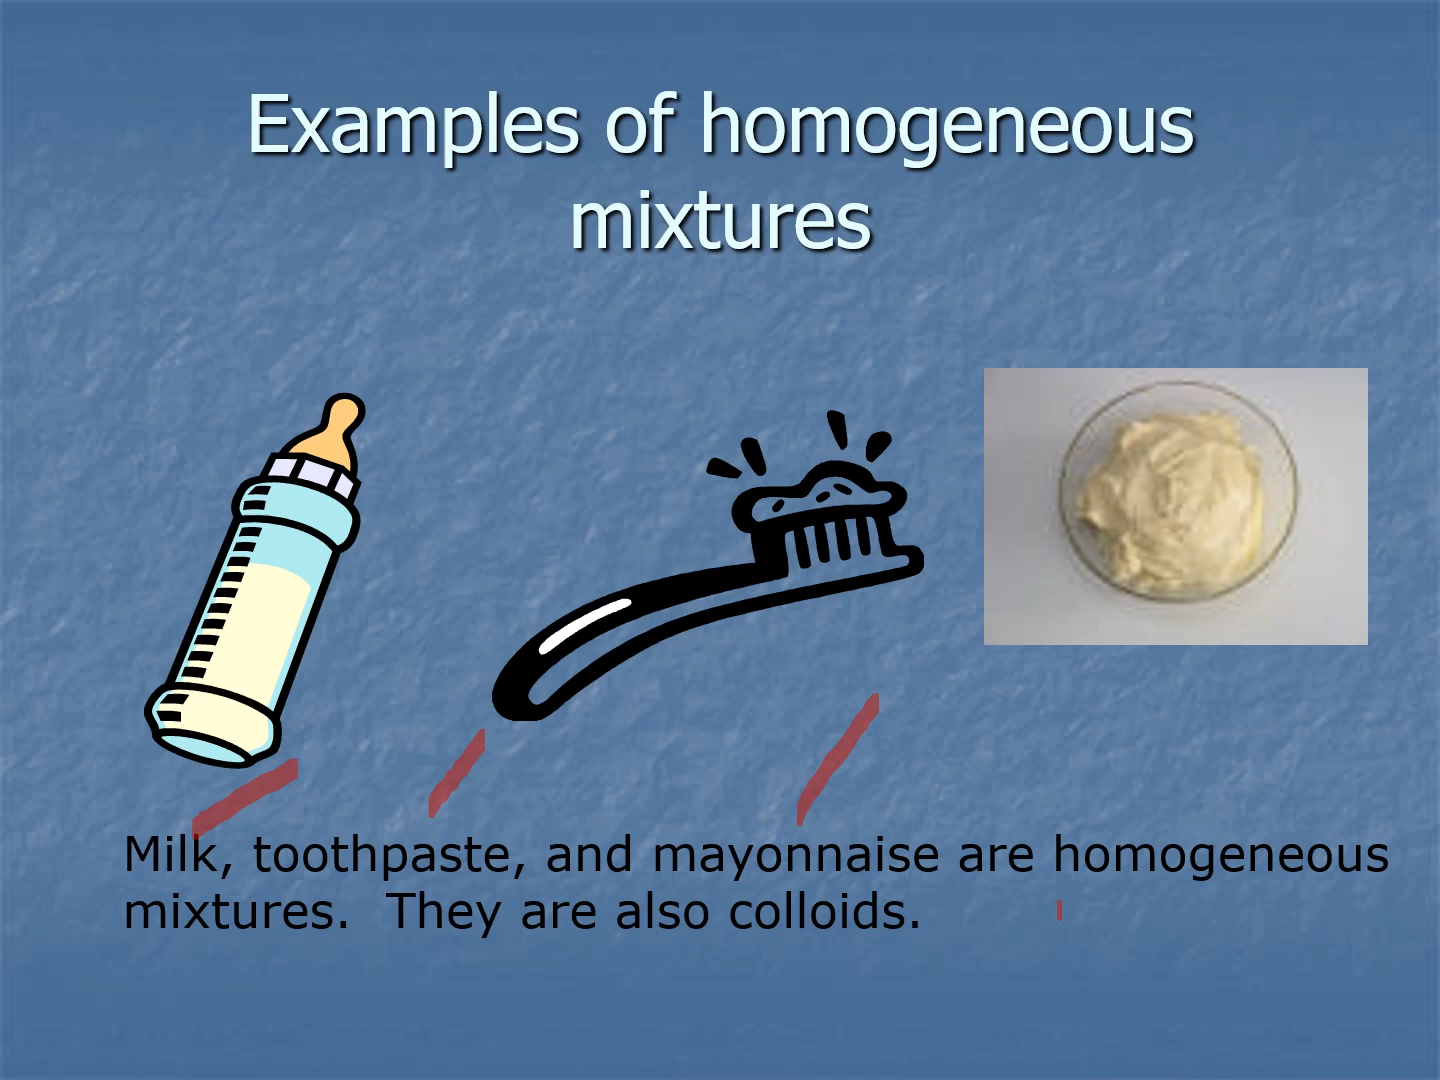 Examples of homogeneous
mixtures
Milk, toothpaste, and mayonnaise are homogeneous
mixtures. They are also colloids.